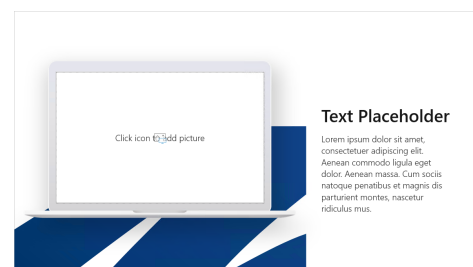 Click icon to add picture
Text Placeholder
Lorem ipsum dolor sit amet,
consectetuer adipiscing elit.
Aenean commodo ligula eget
dolor. Aenean massa. Cum sociis
natoque penatibus et magnis dis
parturient montes, nascetur
ridiculus mus.